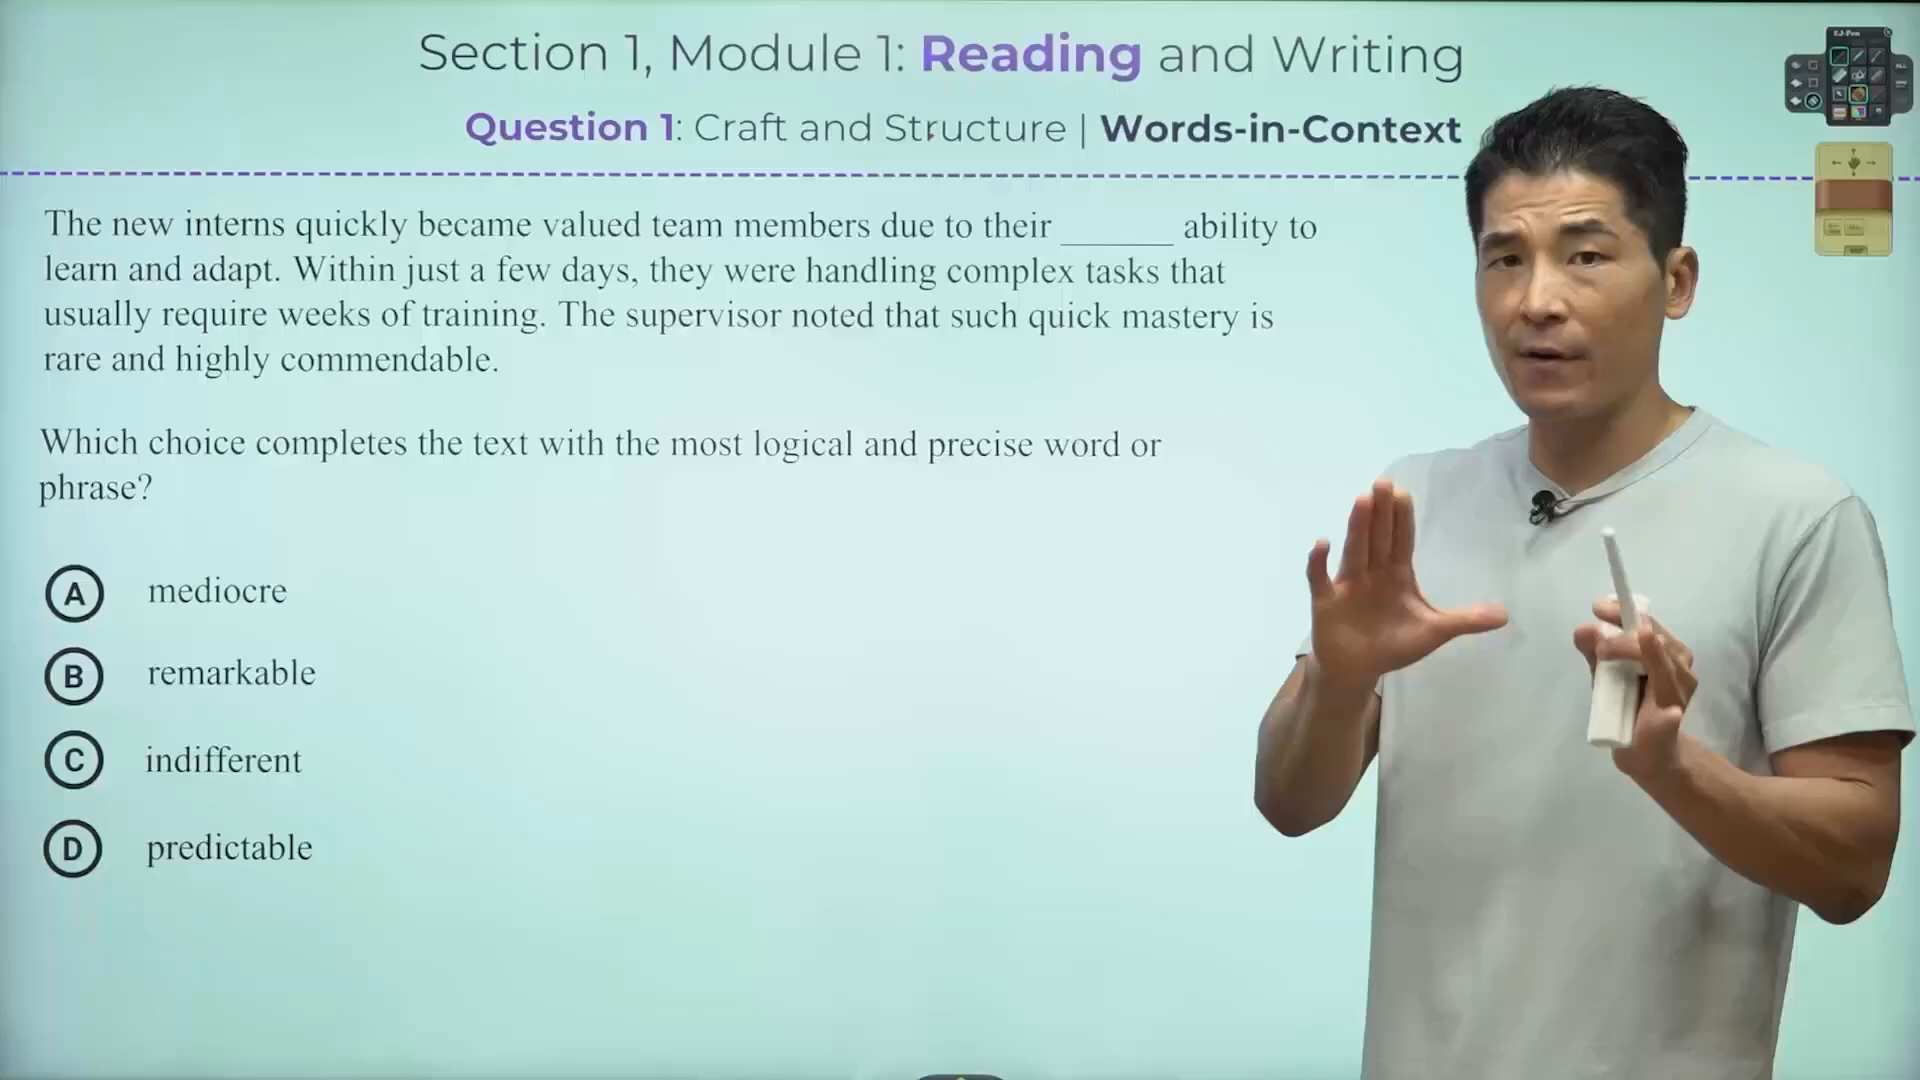 Section 1, Module 1: Reading and Writing
Question 1: Craft and Structure | Words-in-Context
EJ-Pen
The new interns quickly became valued team members due to their ______ ability to
learn and adapt. Within just a few days, they were handling complex tasks that
usually require weeks of training. The supervisor noted that such quick mastery is
rare and highly commendable.
Which choice completes the text with the most logical and precise word or
phrase?
A mediocre
B remarkable
C indifferent
D predictable